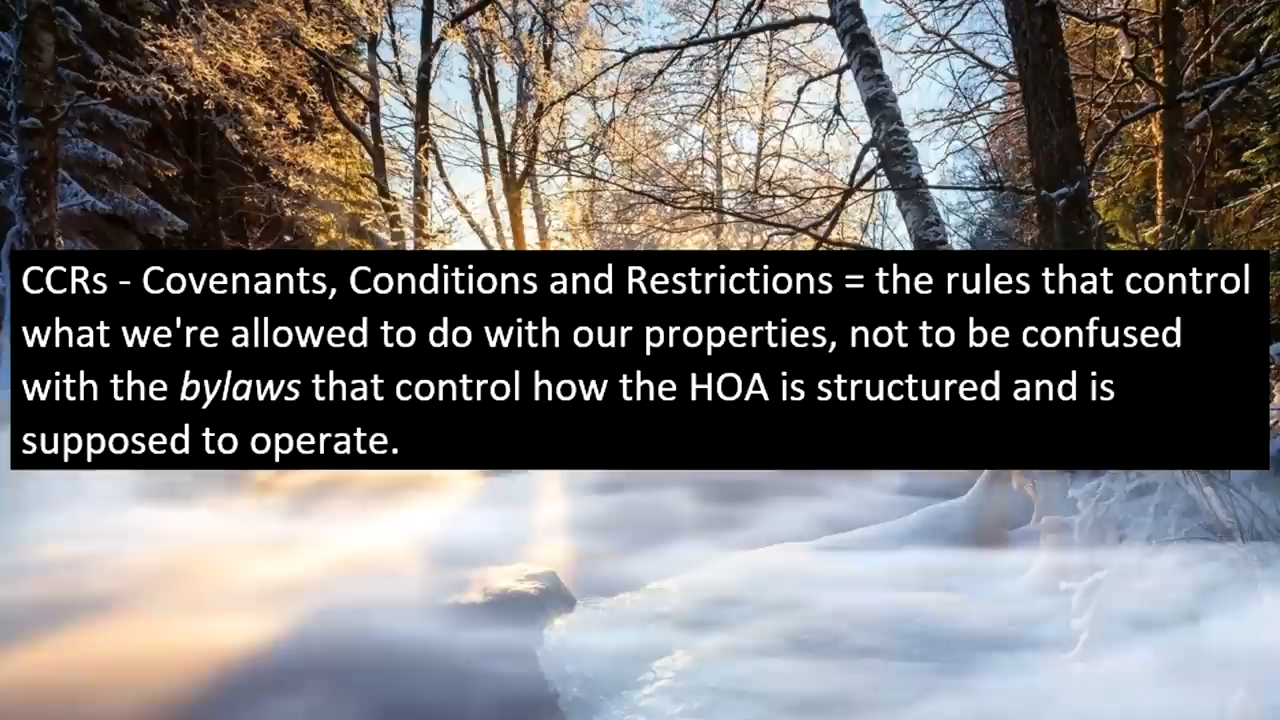 CCRs - Covenants, Conditions and Restrictions = the rules that control
what we're allowed to do with our properties, not to be confused
with the bylaws that control how the HOA is structured and is
supposed to operate.